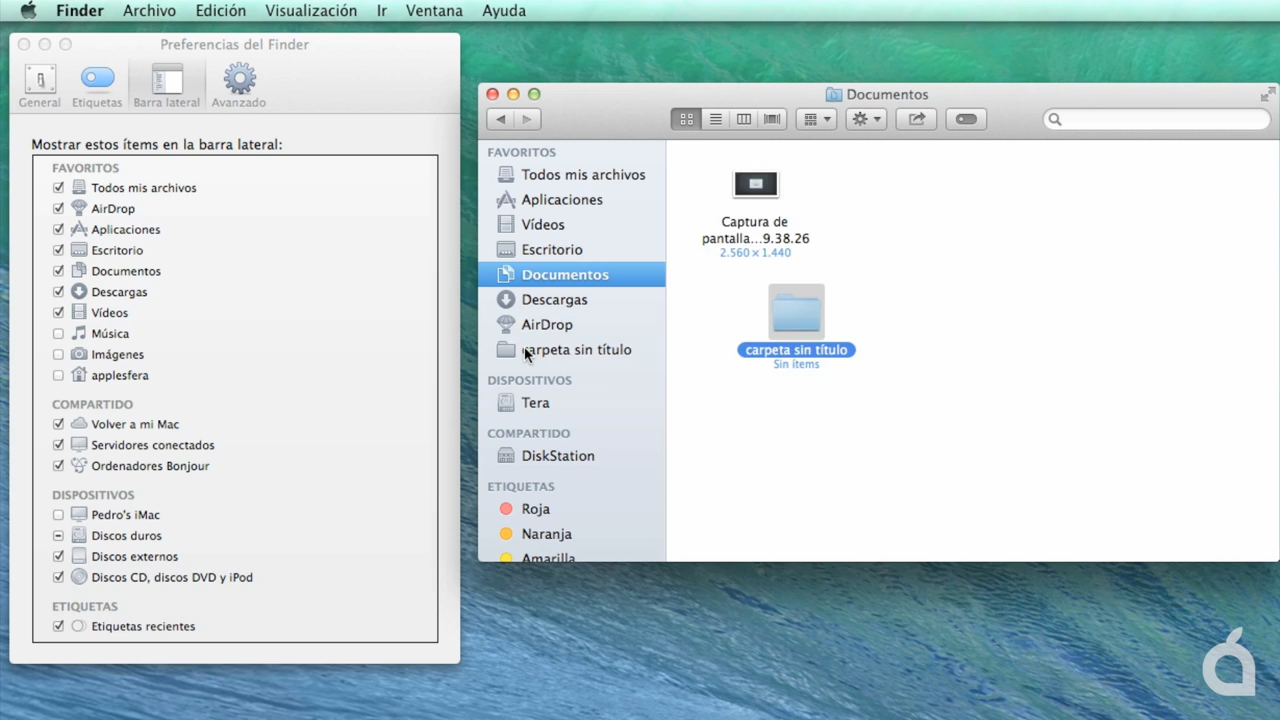 Finder Archivo Edición Visualización Ir Ventana Ayuda
Preferencias del Finder
General Etiquetas Barra lateral Avanzado
Mostrar estos ítems en la barra lateral:
FAVORITOS
Todos mis archivos
AirDrop
Aplicaciones
Escritorio
Documentos
Descargas
Vídeos
Música
Imágenes
applesfera
COMPARTIDO
Volver a mi Mac
Servidores conectados
Ordenadores Bonjour
DISPOSITIVOS
Pedro's iMac
Discos duros
Discos externos
Discos CD, discos DVD y iPod
ETIQUETAS
Etiquetas recientes
Documentos
FAVORITOS
Todos mis archivos
Aplicaciones
Vídeos
Escritorio
Documentos
Descargas
AirDrop
carpeta sin título
DISPOSITIVOS
Tera
COMPARTIDO
DiskStation
ETIQUETAS
Roja
Naranja
Amarilla
Captura de
pantalla...9.38.26
2.560 × 1.440
carpeta sin título
Sin ítems